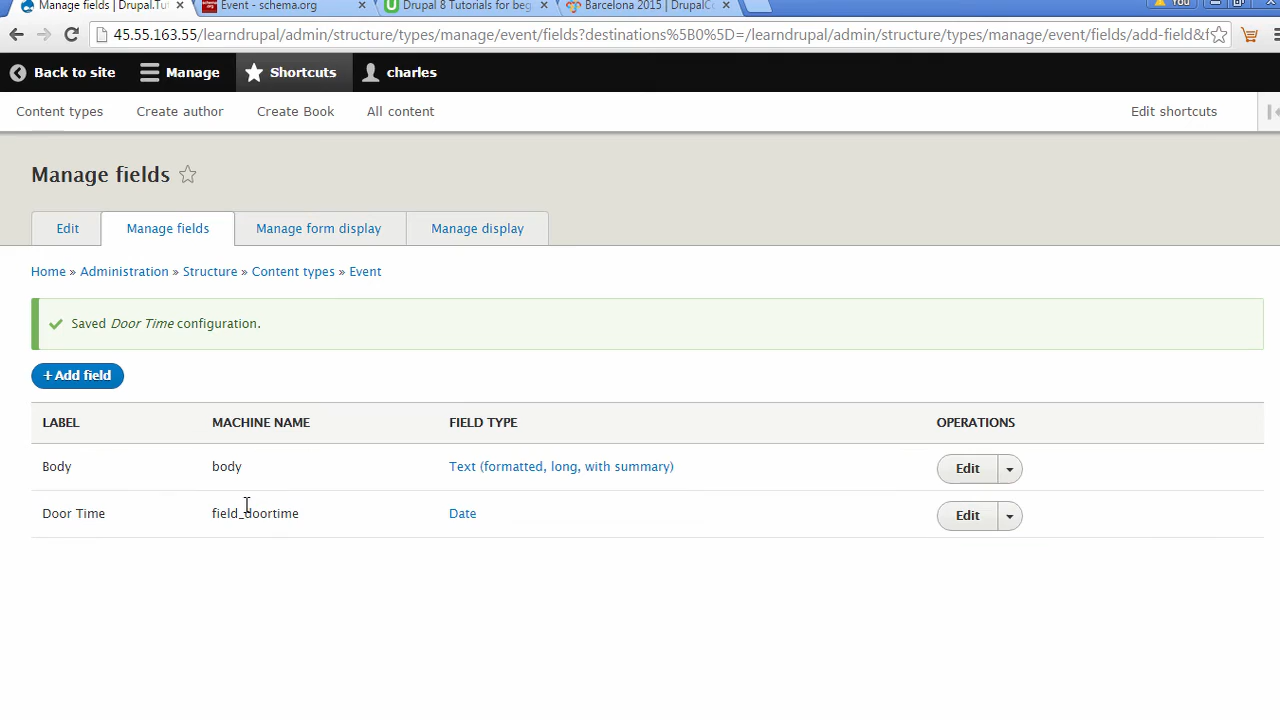 Manage fields | Drupal.Tut
Event - schema.org
Drupal 8 Tutorials for beg
Barcelona 2015 | DrupalCo
You
45.55.163.55/learndrupal/admin/structure/types/manage/event/fields?destinations%5B0%5D=/learndrupal/admin/structure/types/manage/event/fields/add-field&f
Back to site
Manage
Shortcuts
charles
Content types
Create author
Create Book
All content
Edit shortcuts
Manage fields
Edit
Manage fields
Manage form display
Manage display
Home » Administration » Structure » Content types » Event
Saved Door Time configuration.
+ Add field
LABEL MACHINE NAME FIELD TYPE OPERATIONS
Body body Text (formatted, long, with summary) Edit
Door Time field_doortime Date Edit